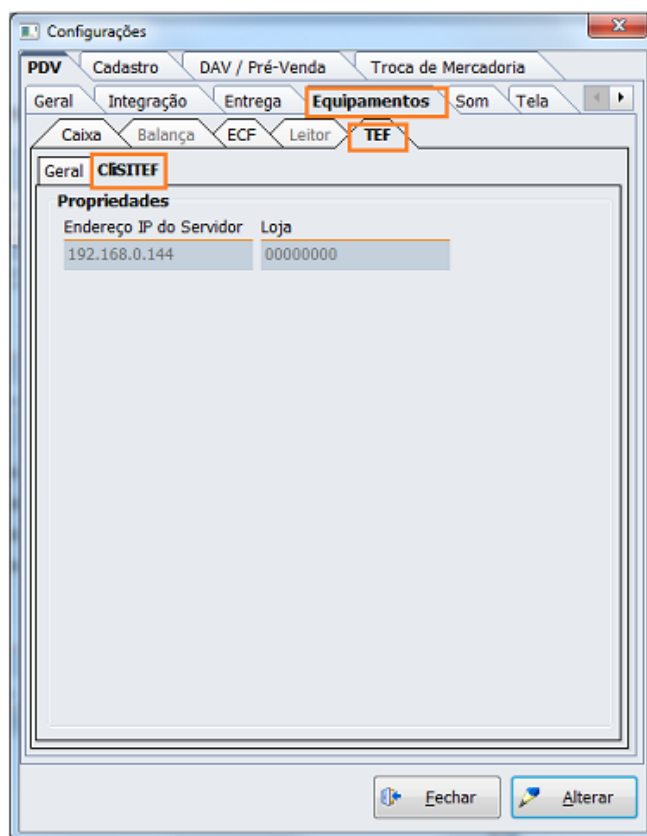 Configurações
PDV Cadastro DAV / Pré-Venda Troca de Mercadoria
Geral Integração Entrega Equipamentos Som Tela
Caixa Balança ECF Leitor TEF
Geral CliSITEF
Propriedades
Endereço IP do Servidor Loja
192.168.0.144 00000000
Fechar Alterar